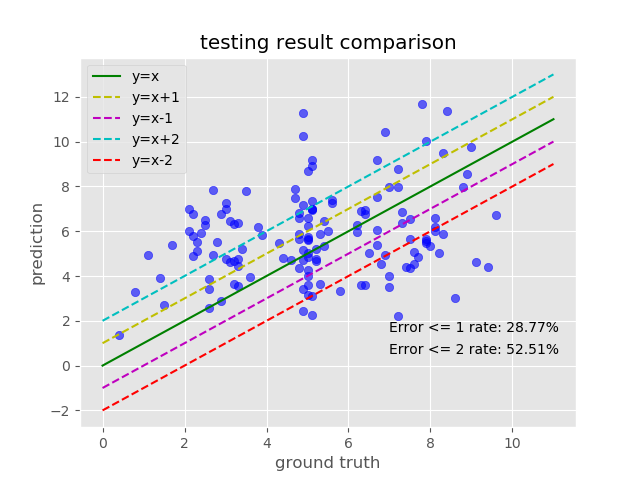 testing result comparison
y=x
y=x+1
y=x-1
y=x+2
y=x-2
12
10
8
6
4
2
0
−2
prediction
Error <= 1 rate: 28.77%
Error <= 2 rate: 52.51%
0 2 4 6 8 10
ground truth